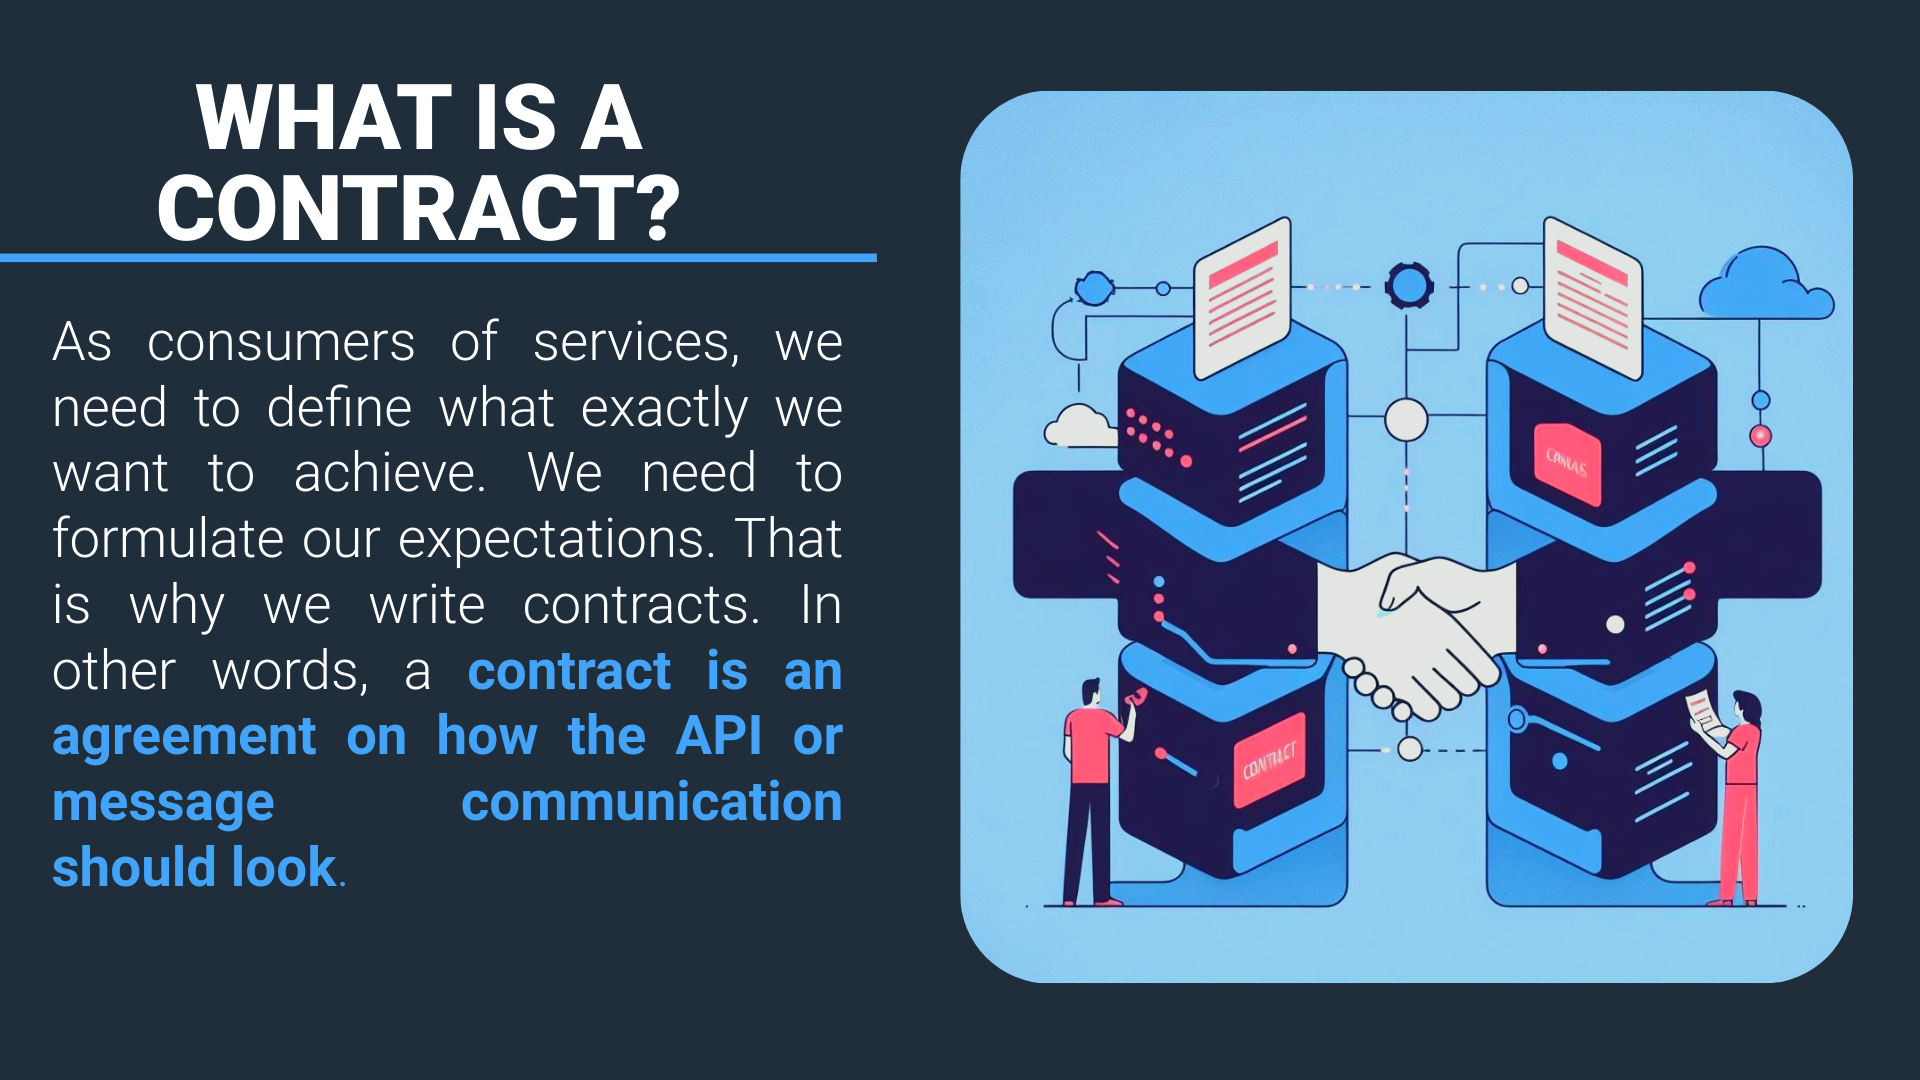 WHAT IS A
CONTRACT?
As consumers of services, we
need to define what exactly we
want to achieve. We need to
formulate our expectations. That
is why we write contracts. In
other words, a contract is an
agreement on how the API or
message communication
should look.
CONTRACT